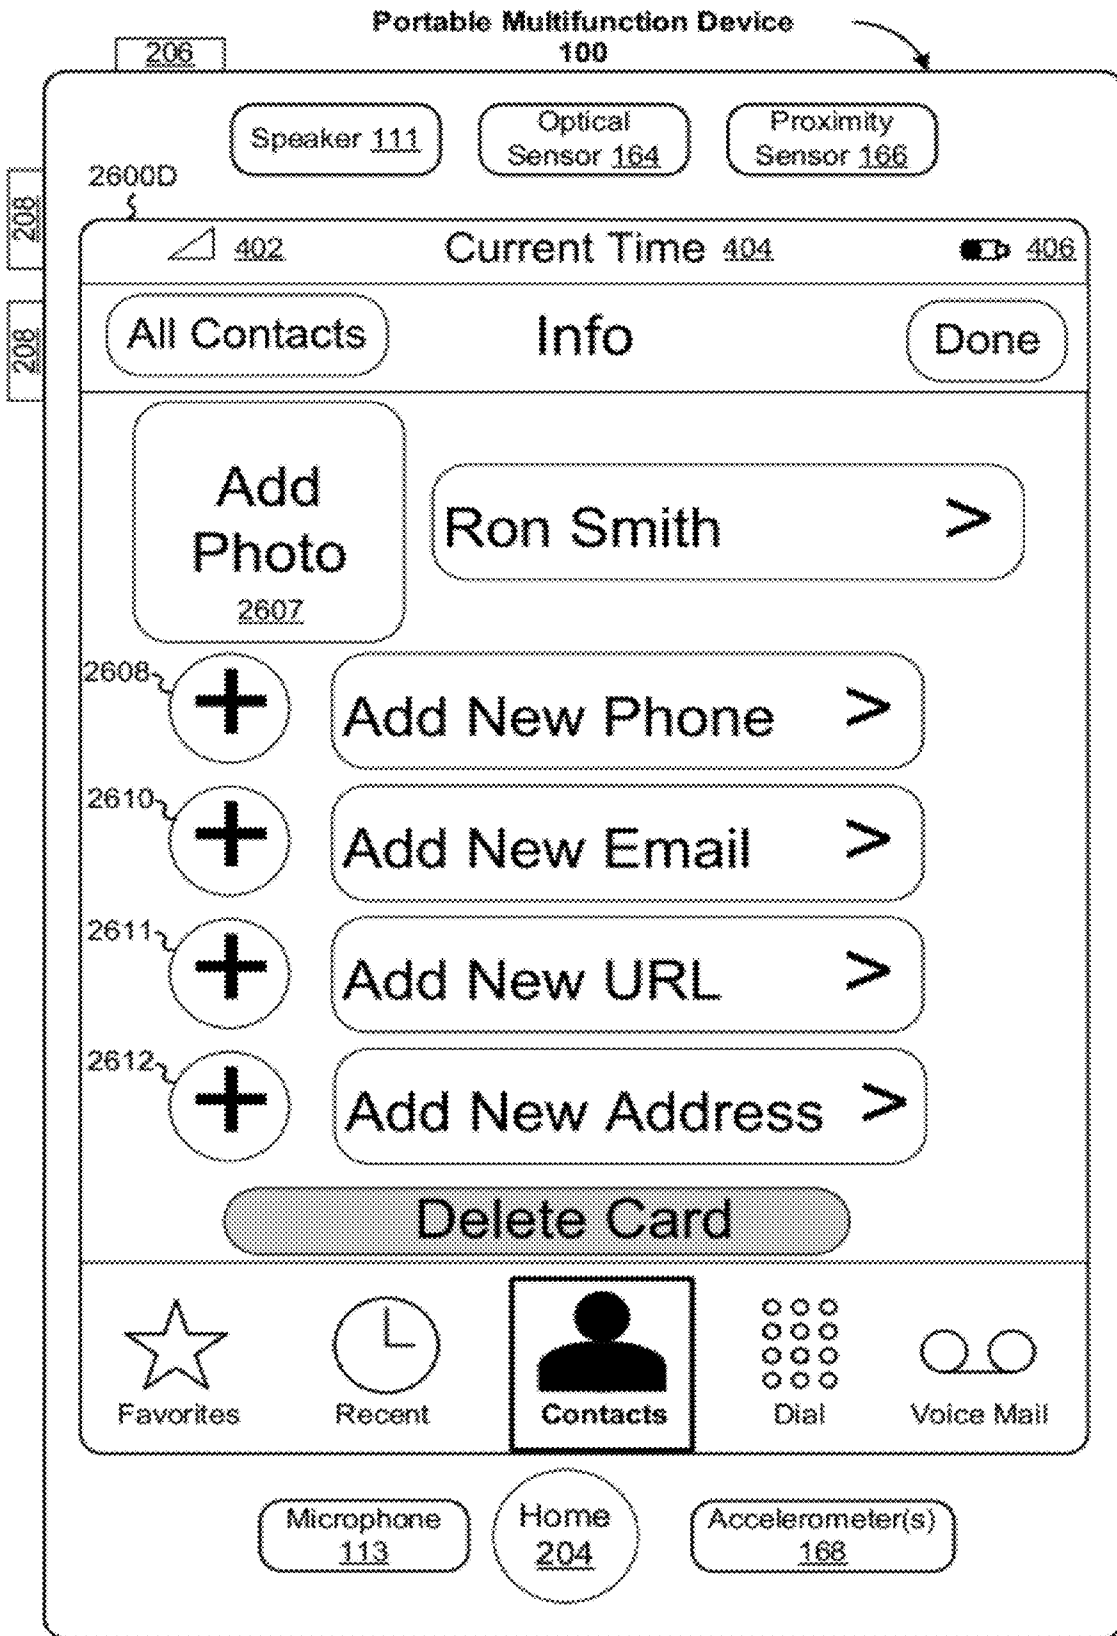 Portable Multifunction Device
100
206
Speaker 111
Optical
Sensor 164
Proximity
Sensor 166
2600D
208
208
402
Current Time 404
406
All Contacts
Info
Done
Add
Photo
2607
Ron Smith >
2608
+
Add New Phone >
2610
+
Add New Email >
2611
+
Add New URL >
2612
+
Add New Address >
Delete Card
Favorites
Recent
Contacts
Dial
Voice Mail
Microphone
113
Home
204
Accelerometer(s)
168